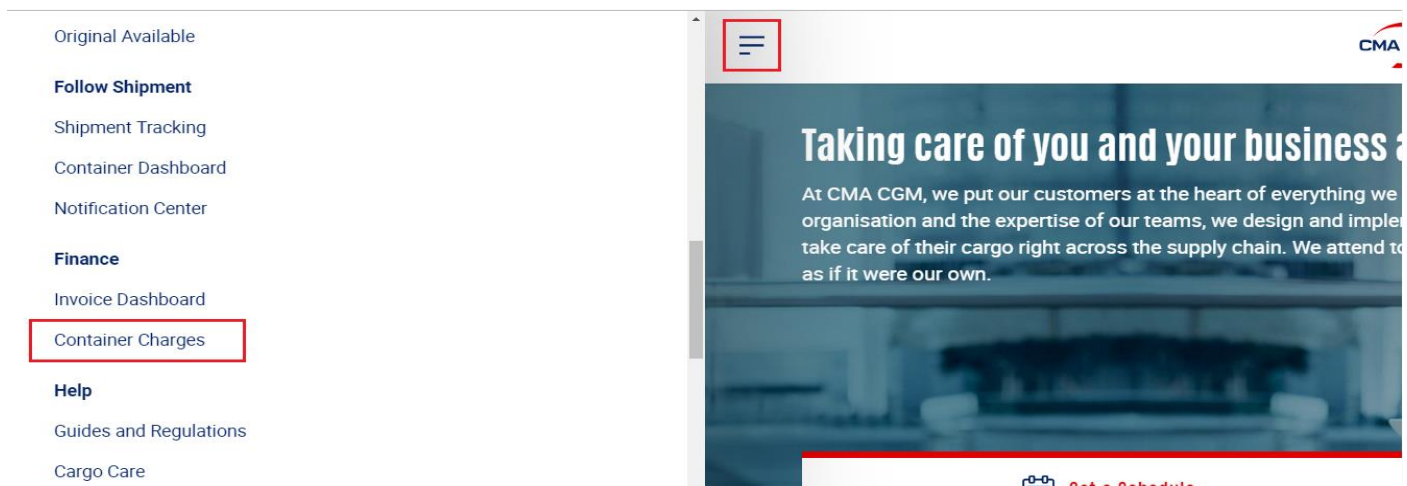 Original Available
Follow Shipment
Shipment Tracking
Container Dashboard
Notification Center
Finance
Invoice Dashboard
Container Charges
Help
Guides and Regulations
Cargo Care
CMA
Taking care of you and your business
At CMA CGM, we put our customers at the heart of everything we
organisation and the expertise of our teams, we design and imple
take care of their cargo right across the supply chain. We attend to
as if it were our own.
Get a Schedule